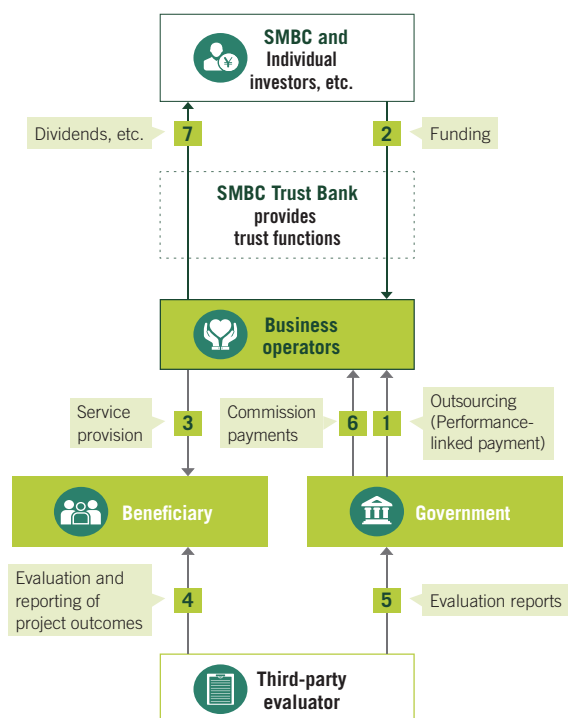 SMBC and
Individual
investors, etc.
Dividends, etc.
7
2
Funding
SMBC Trust Bank
provides
trust functions
Business
operators
Service
provision
3
Commission
payments
6
1
Outsourcing
(Performance-
linked payment)
Beneficiary
Government
Evaluation and
reporting of
project outcomes
4
5
Evaluation reports
Third-party
evaluator